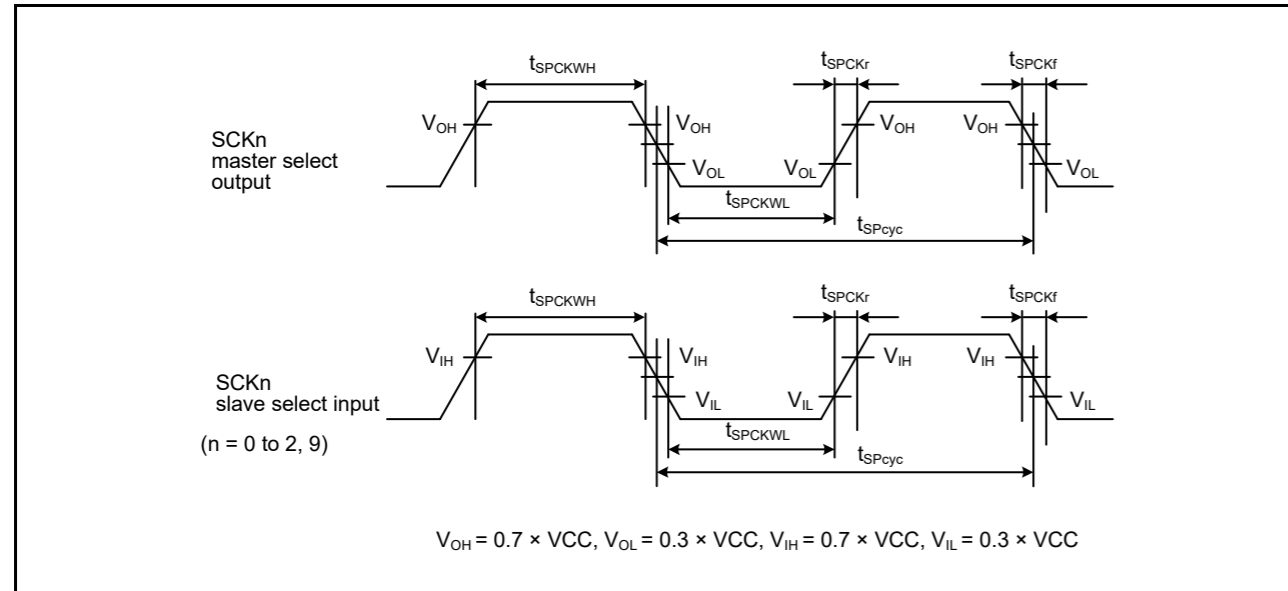 tSPCKWH
tSPCKr
tSPCKf
SCKn
master select
output
VOH
VOH
VOL
VOL
VOH
VOH
VOL
tSPCKWL
tSPcyc
tSPCKWH
tSPCKr
tSPCKf
SCKn
slave select input
(n = 0 to 2, 9)
VIH
VIH
VIL
VIL
VIH
VIH
VIL
tSPCKWL
tSPcyc
VOH = 0.7 × VCC, VOL = 0.3 × VCC, VIH = 0.7 × VCC, VIL = 0.3 × VCC